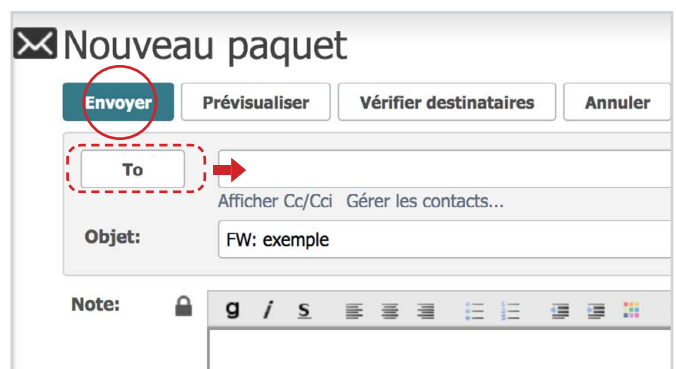 Nouveau paquet
Envoyer Prévisualiser Vérifier destinataires Annuler
To
Afficher Cc/Cci Gérer les contacts...
Objet: FW: exemple
Note: g i s